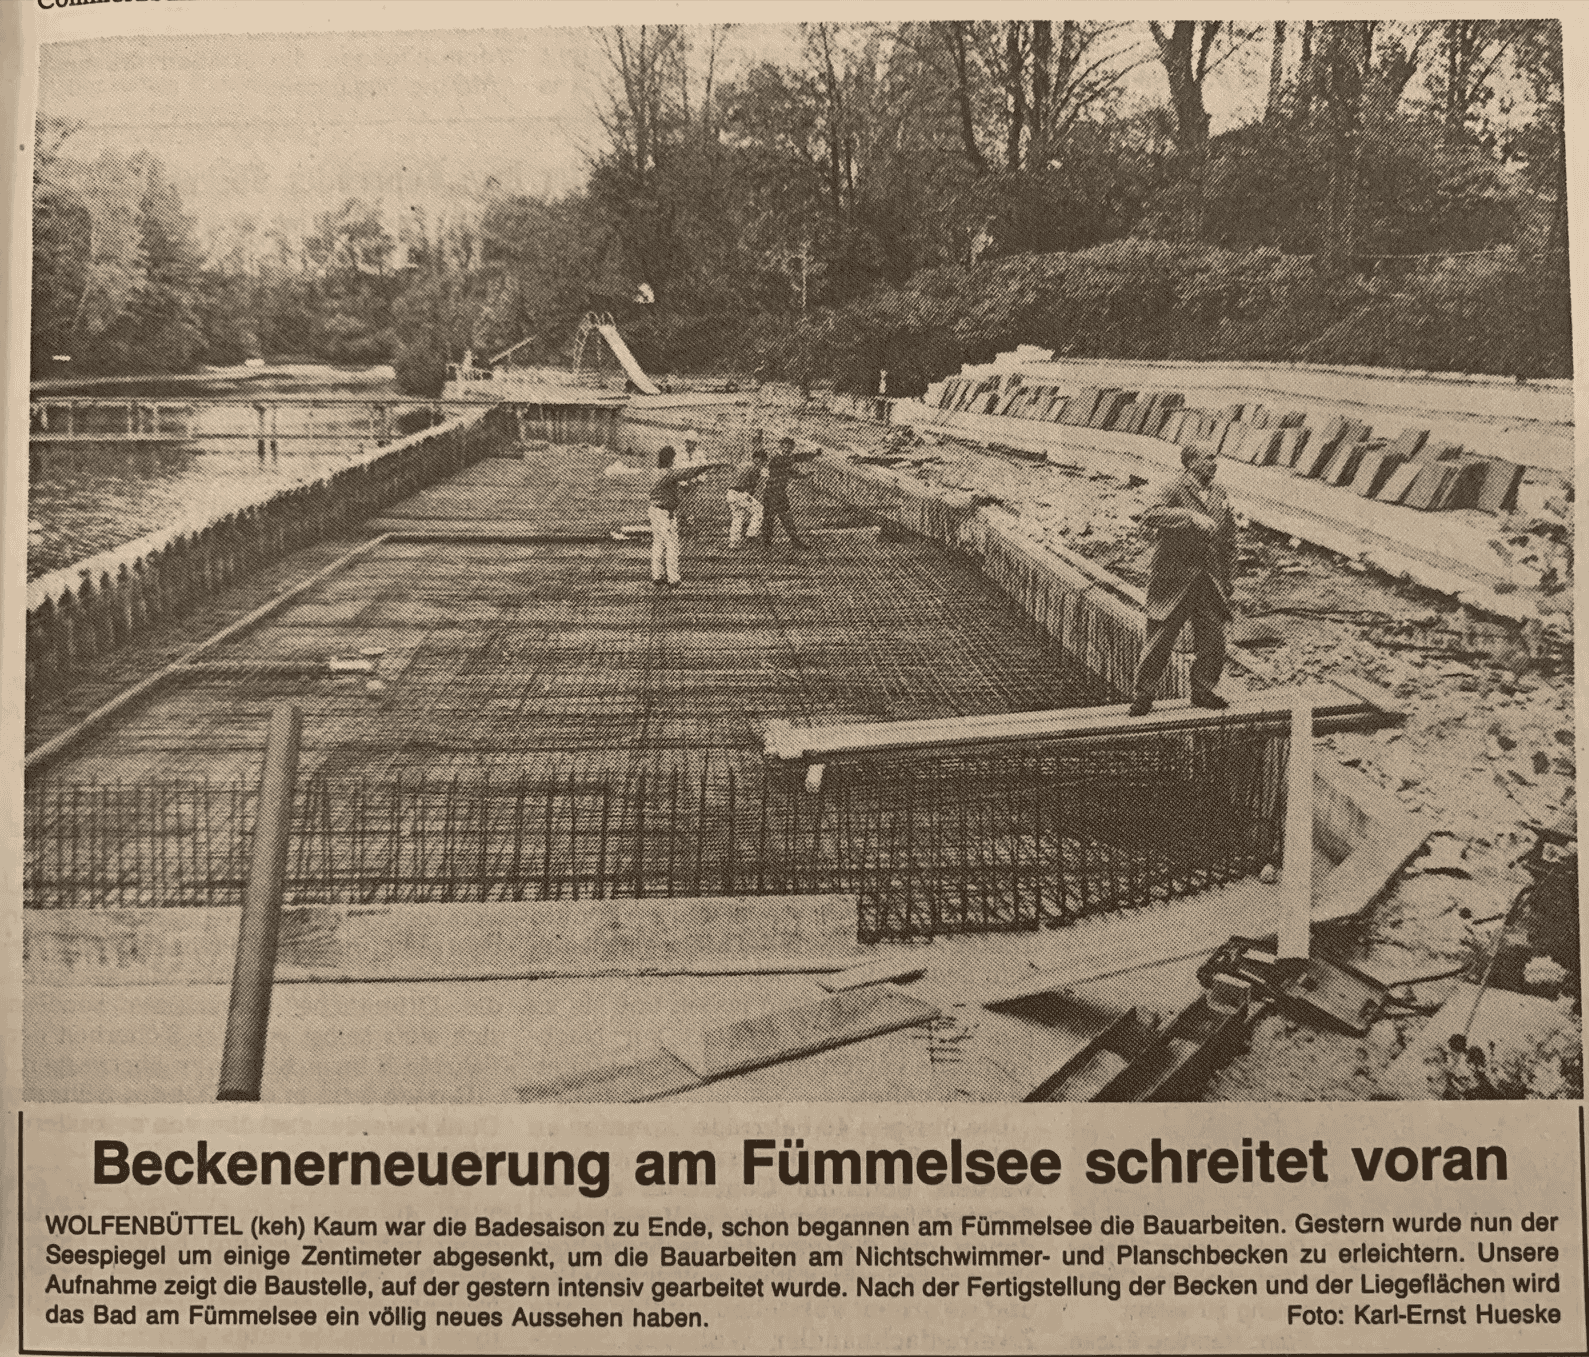 Beckenerneuerung am Fümmelsee schreitet voran
WOLFENBÜTTEL (keh) Kaum war die Badesaison zu Ende, schon begannen am Fümmelsee die Bauarbeiten. Gestern wurde nun der
Seespiegel um einige Zentimeter abgesenkt, um die Bauarbeiten am Nichtschwimmer- und Planschbecken zu erleichtern. Unsere
Aufnahme zeigt die Baustelle, auf der gestern intensiv gearbeitet wurde. Nach der Fertigstellung der Becken und der Liegeflächen wird
das Bad am Fümmelsee ein völlig neues Aussehen haben. Foto: Karl-Ernst Hueske